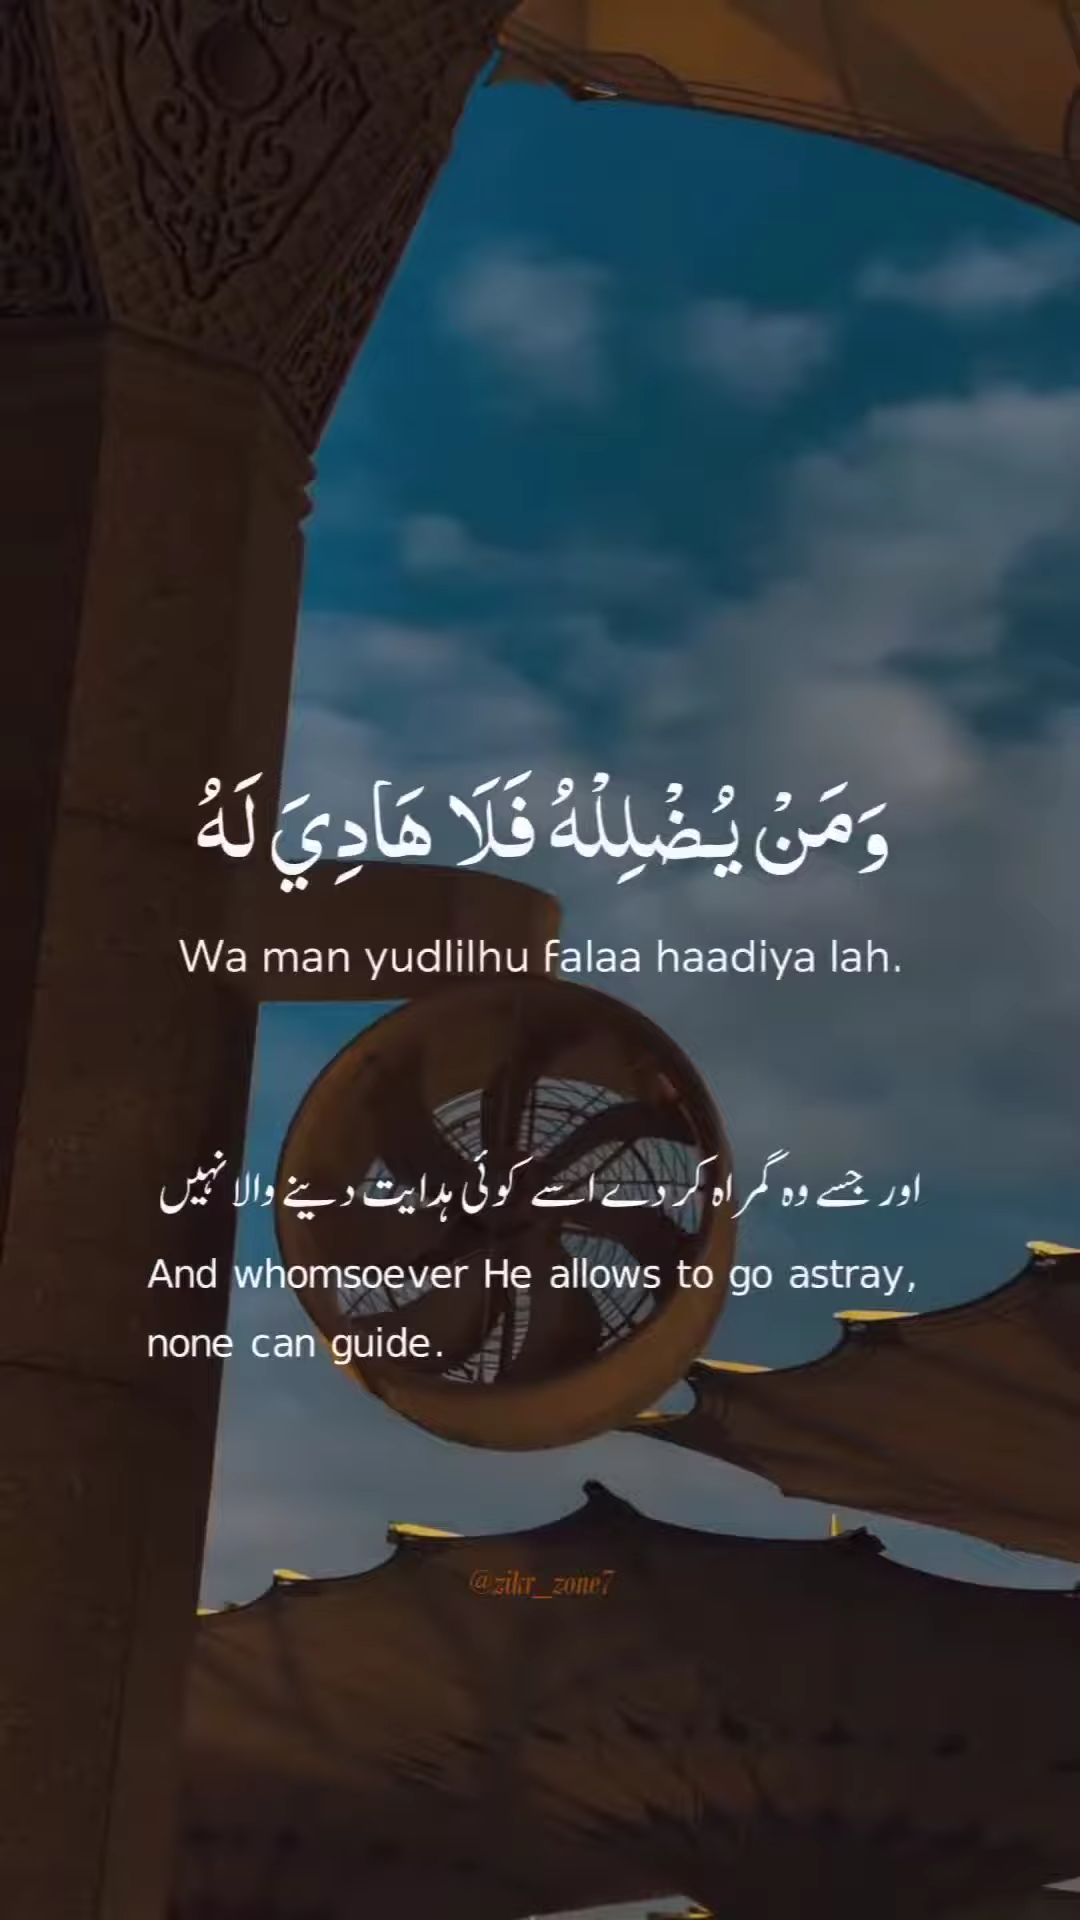 وَمَنْ يُضْلِلْهُ فَلَا هَادِيَ لَهُ
Wa man yudlilhu falaa haadiya lah.
اور جسے وہ گمراہ کر دے اسے کوئی ہدایت دینے والا نہیں
And whomsoever He allows to go astray,
none can guide.
@zikr_zone7